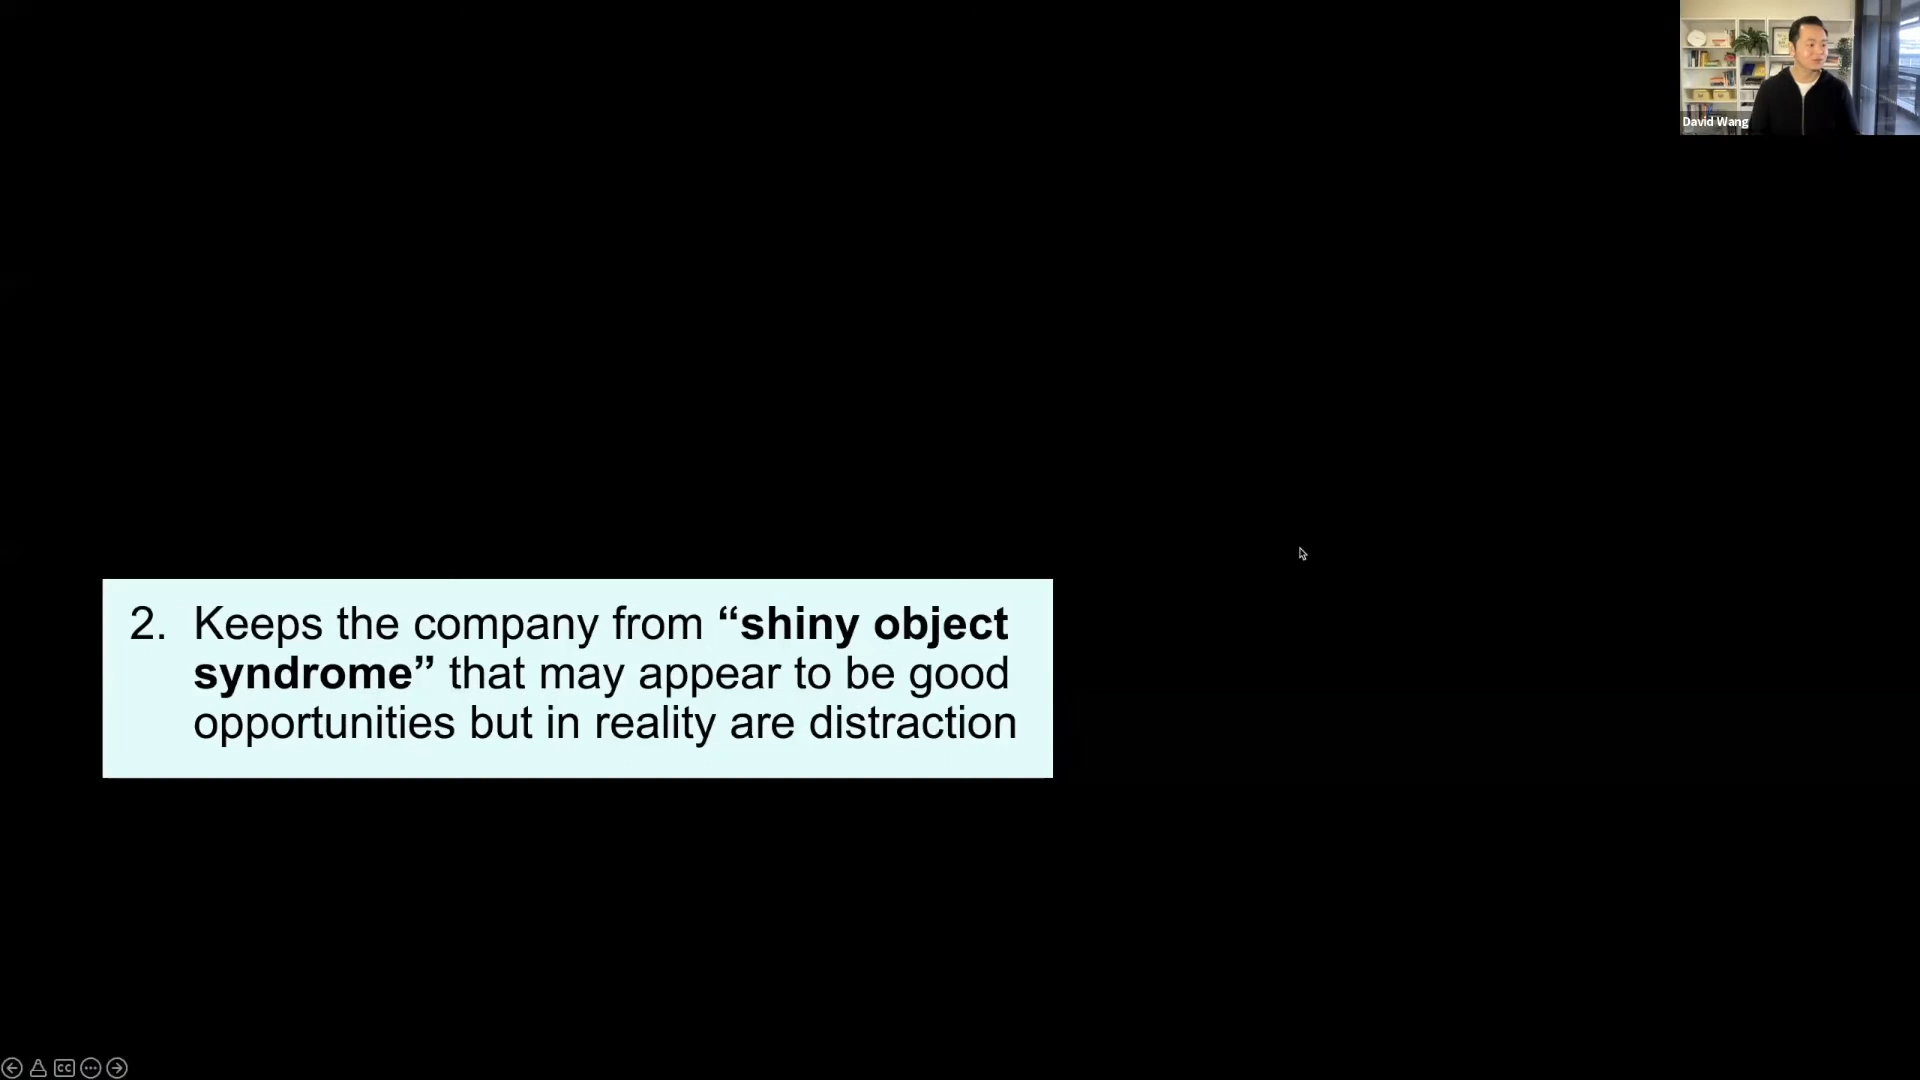 David Wang
2. Keeps the company from “shiny object
syndrome” that may appear to be good
opportunities but in reality are distraction
CC